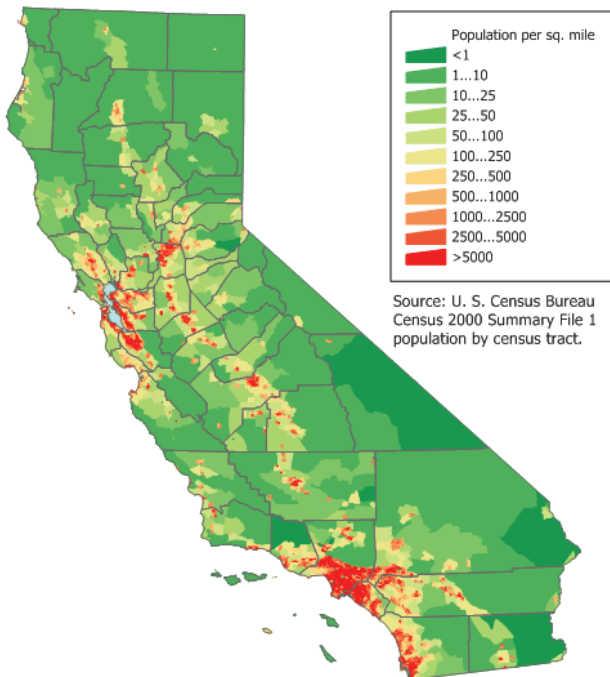 Population per sq. mile
<1
1...10
10...25
25...50
50...100
100...250
250...500
500...1000
1000...2500
2500...5000
>5000
Source: U. S. Census Bureau
Census 2000 Summary File 1
population by census tract.